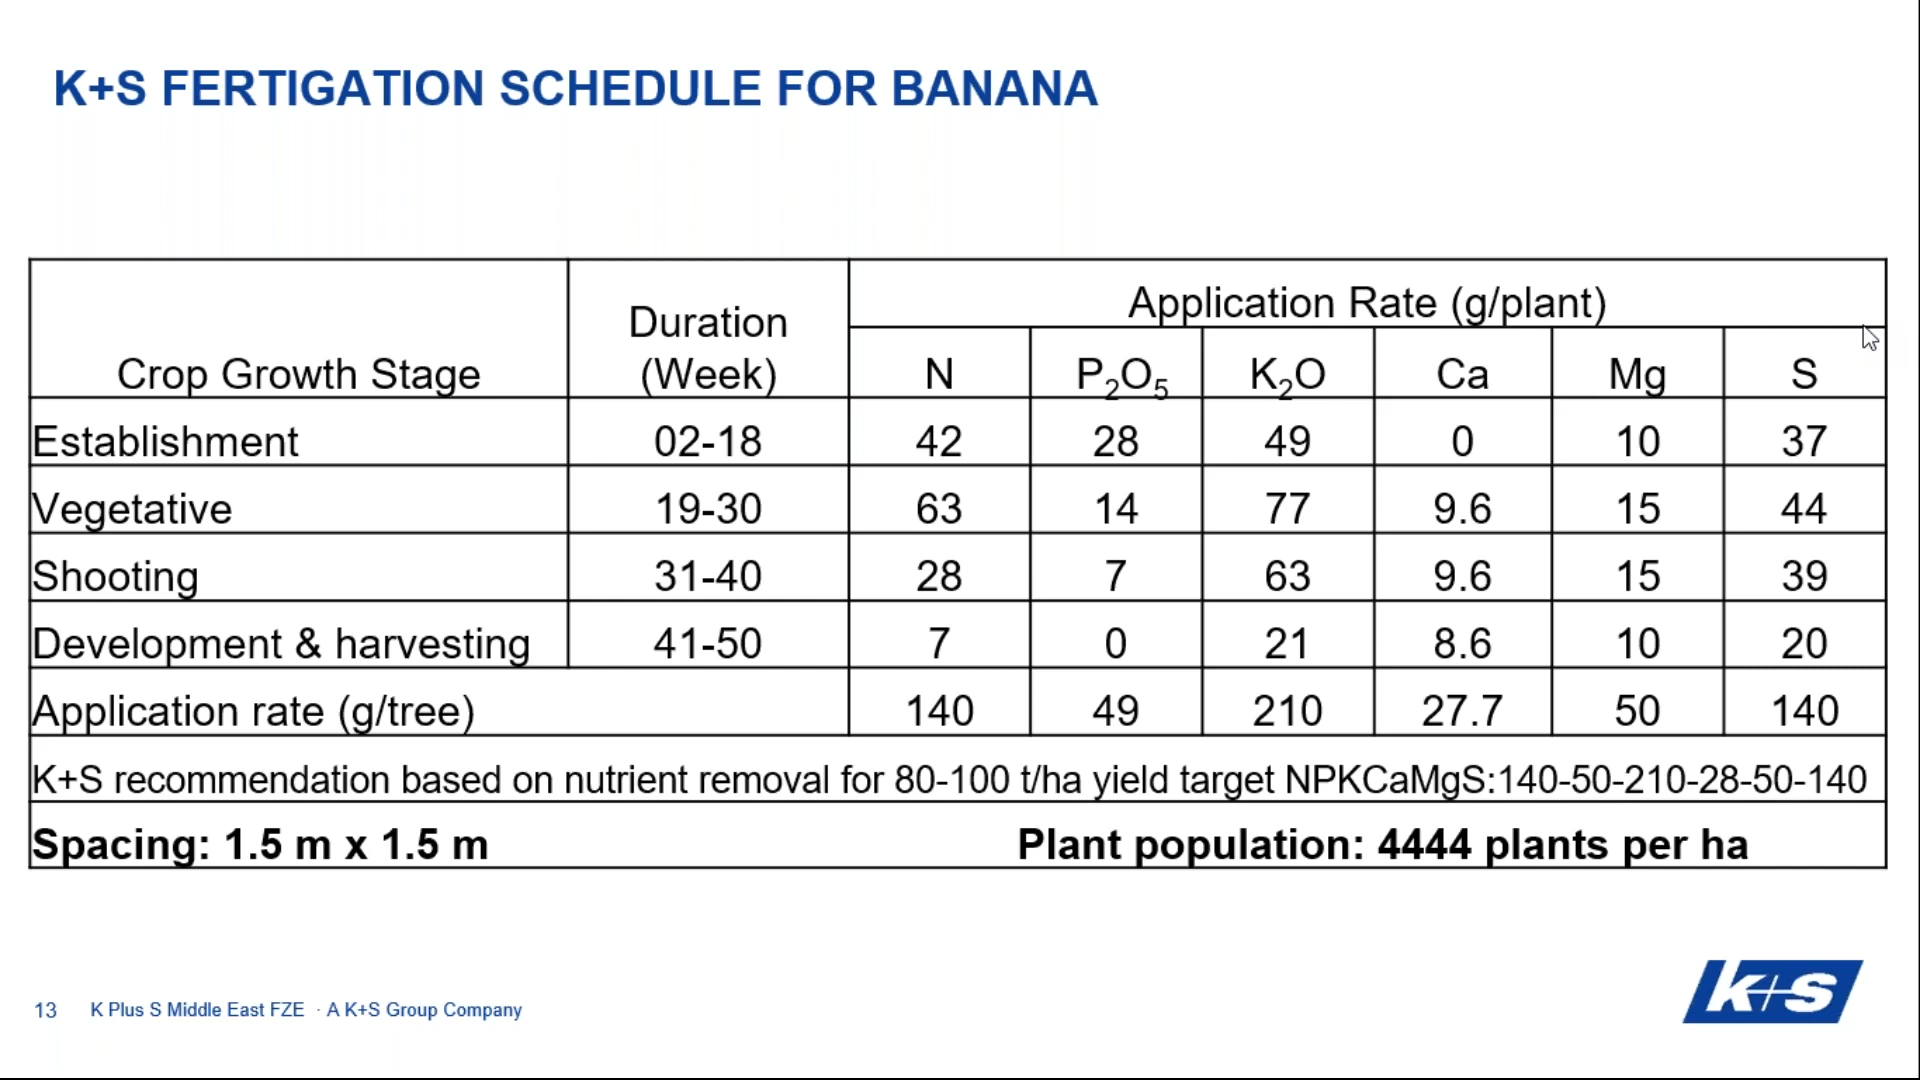 K+S FERTIGATION SCHEDULE FOR BANANA
Crop Growth Stage Duration (Week) Application Rate (g/plant)
N P₂O₅ K₂O Ca Mg S
Establishment 02-18 42 28 49 0 10 37
Vegetative 19-30 63 14 77 9.6 15 44
Shooting 31-40 28 7 63 9.6 15 39
Development & harvesting 41-50 7 0 21 8.6 10 20
Application rate (g/tree) 140 49 210 27.7 50 140
K+S recommendation based on nutrient removal for 80-100 t/ha yield target NPKCaMgS:140-50-210-28-50-140
Spacing: 1.5 m x 1.5 m Plant population: 4444 plants per ha
13 K Plus S Middle East FZE · A K+S Group Company
K+S